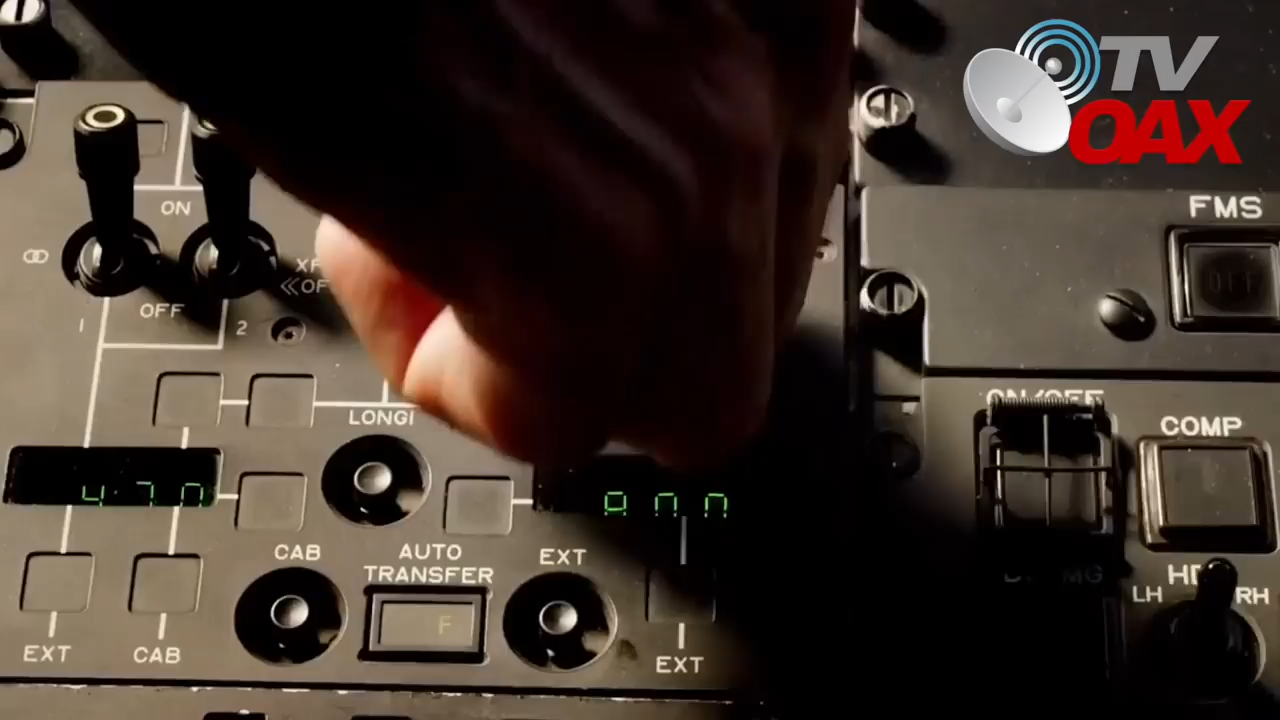 TV
OAX
FMS
OFF
ON
OFF
1
2
LONGI
ON/OFF
COMP
CAB
AUTO
TRANSFER
EXT
F
LH
RH
EXT
CAB
EXT